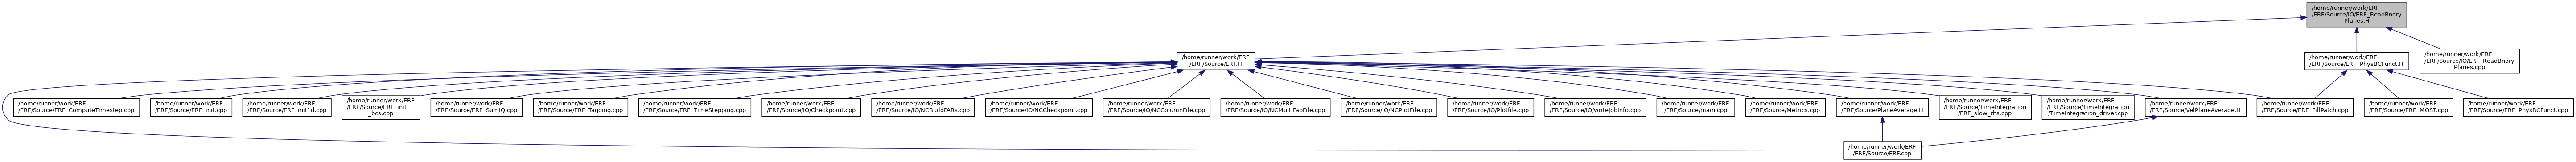 /home/runner/work/ERF
/ERF/Source/IO/ERF_ReadBndry
Planes.H
/home/runner/work/ERF
/ERF/Source/ERF.H
/home/runner/work/ERF
/ERF/Source/ERF_PhysBCFunct.H
/home/runner/work/ERF
/ERF/Source/IO/ERF_ReadBndry
Planes.cpp
/home/runner/work/ERF
/ERF/Source/ERF_ComputeTimestep.cpp
/home/runner/work/ERF
/ERF/Source/ERF_init.cpp
/home/runner/work/ERF
/ERF/Source/ERF_init1d.cpp
/home/runner/work/ERF
/ERF/Source/ERF_init
_bcs.cpp
/home/runner/work/ERF
/ERF/Source/ERF_SumIQ.cpp
/home/runner/work/ERF
/ERF/Source/ERF_Tagging.cpp
/home/runner/work/ERF
/ERF/Source/ERF_TimeStepping.cpp
/home/runner/work/ERF
/ERF/Source/IO/Checkpoint.cpp
/home/runner/work/ERF
/ERF/Source/IO/NCBuildFABs.cpp
/home/runner/work/ERF
/ERF/Source/IO/NCCheckpoint.cpp
/home/runner/work/ERF
/ERF/Source/IO/NCColumnFile.cpp
/home/runner/work/ERF
/ERF/Source/IO/NCMultiFabFile.cpp
/home/runner/work/ERF
/ERF/Source/IO/NCPlotFile.cpp
/home/runner/work/ERF
/ERF/Source/IO/Plotfile.cpp
/home/runner/work/ERF
/ERF/Source/IO/writeJobInfo.cpp
/home/runner/work/ERF
/ERF/Source/main.cpp
/home/runner/work/ERF
/ERF/Source/Metrics.cpp
/home/runner/work/ERF
/ERF/Source/PlaneAverage.H
/home/runner/work/ERF
/ERF/Source/TimeIntegration
/ERF_slow_rhs.cpp
/home/runner/work/ERF
/ERF/Source/TimeIntegration
/TimeIntegration_driver.cpp
/home/runner/work/ERF
/ERF/Source/VelPlaneAverage.H
/home/runner/work/ERF
/ERF/Source/ERF_FillPatch.cpp
/home/runner/work/ERF
/ERF/Source/ERF_MOST.cpp
/home/runner/work/ERF
/ERF/Source/ERF_PhysBCFunct.cpp
/home/runner/work/ERF
/ERF/Source/ERF.cpp